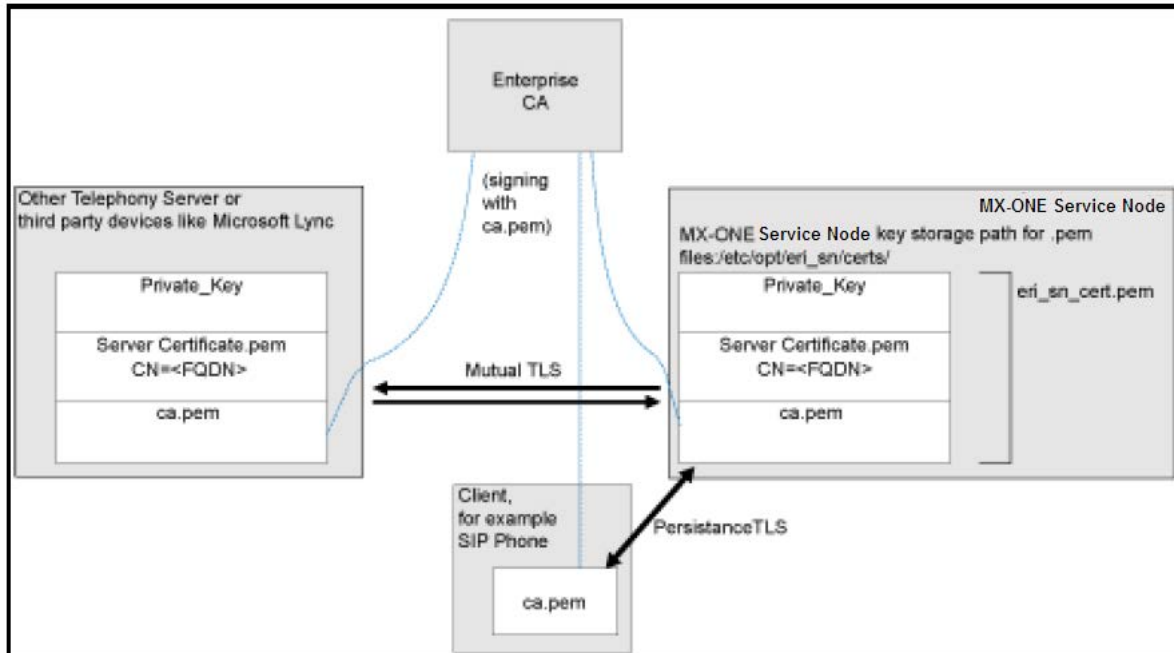 Enterprise
CA
(signing
with
ca.pem)
Other Telephony Server or
third party devices like Microsoft Lync
Private_Key
Server Certificate.pem
CN=<FQDN>
ca.pem
Mutual TLS
MX-ONE Service Node
MX-ONE Service Node key storage path for .pem
files:/etc/opt/eri_sn/certs/
Private_Key
Server Certificate.pem
CN=<FQDN>
ca.pem
eri_sn_cert.pem
Client,
for example
SIP Phone
ca.pem
PersistanceTLS